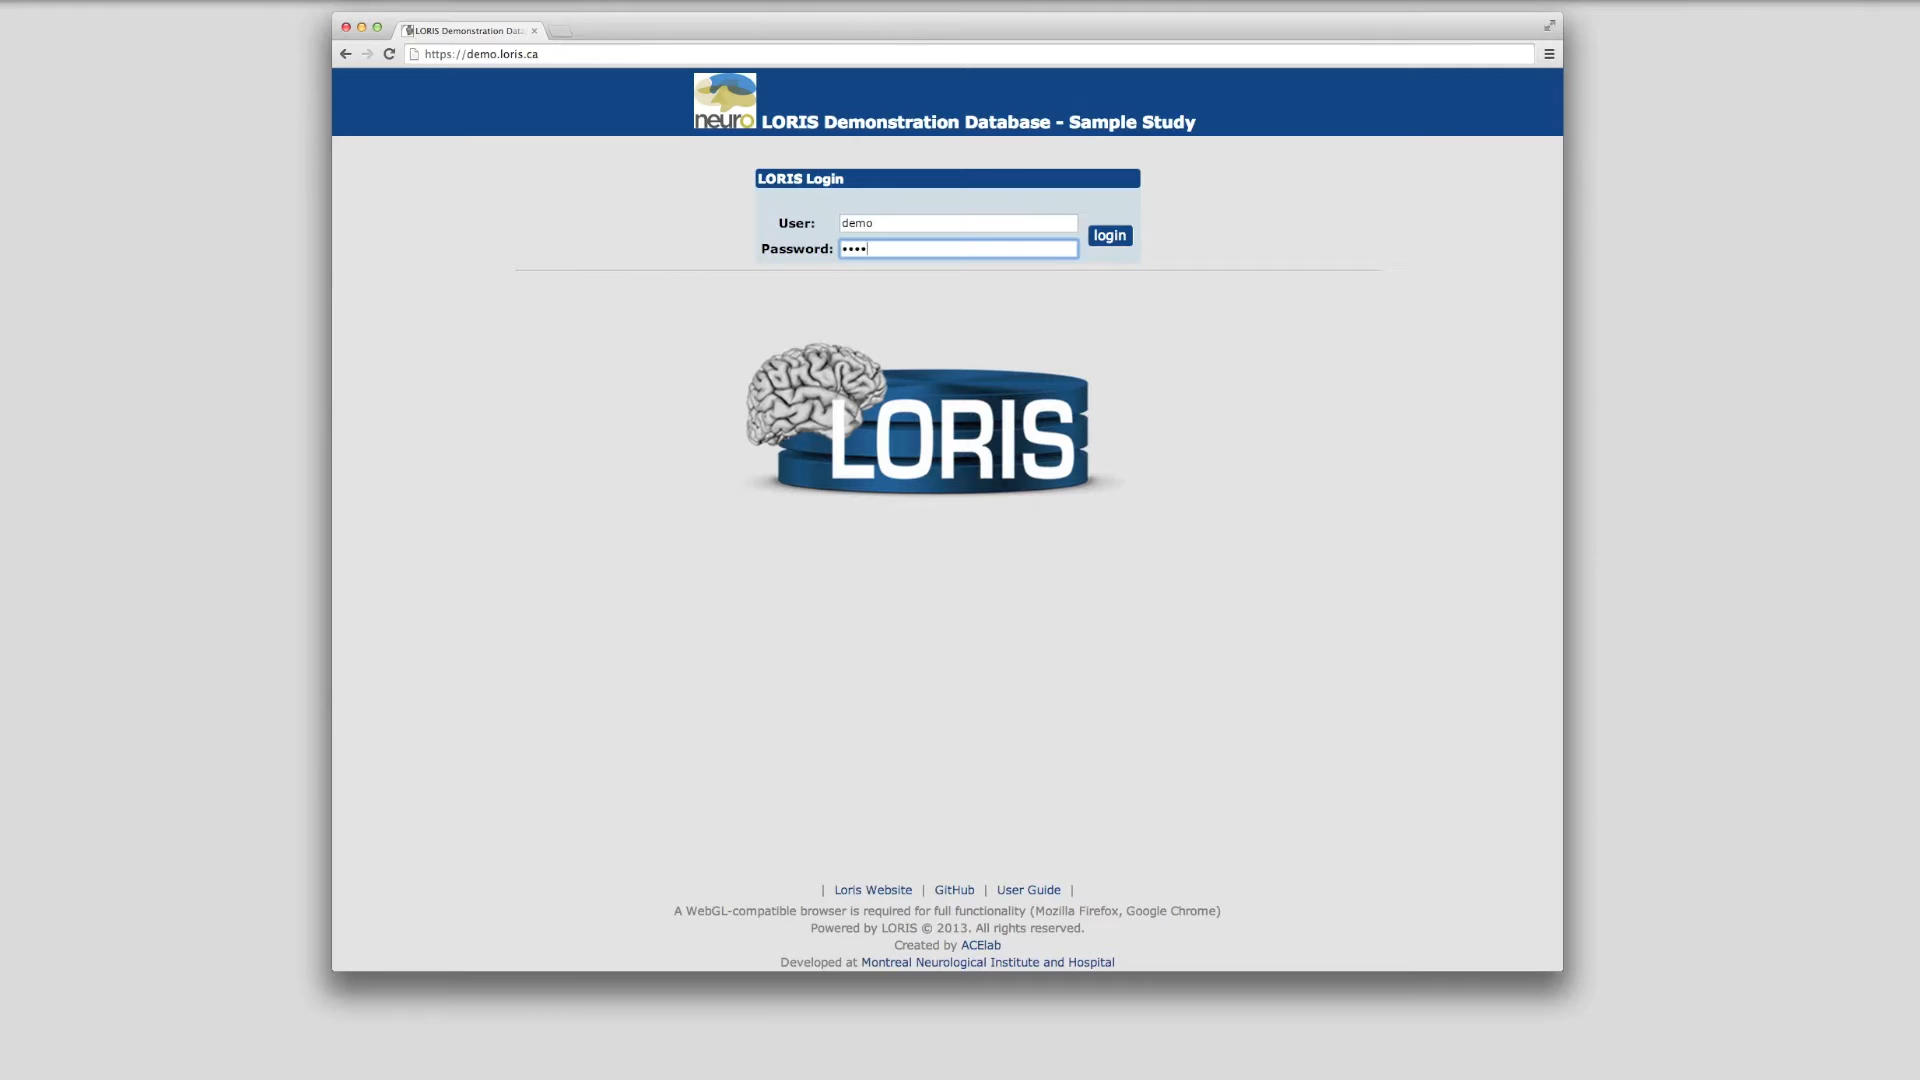 LORIS Demonstration Data
https://demo.loris.ca
neuro LORIS Demonstration Database - Sample Study
LORIS Login
User: demo
login
Password: ••••
LORIS
| Loris Website | GitHub | User Guide |
A WebGL-compatible browser is required for full functionality (Mozilla Firefox, Google Chrome)
Powered by LORIS © 2013. All rights reserved.
Created by ACElab
Developed at Montreal Neurological Institute and Hospital